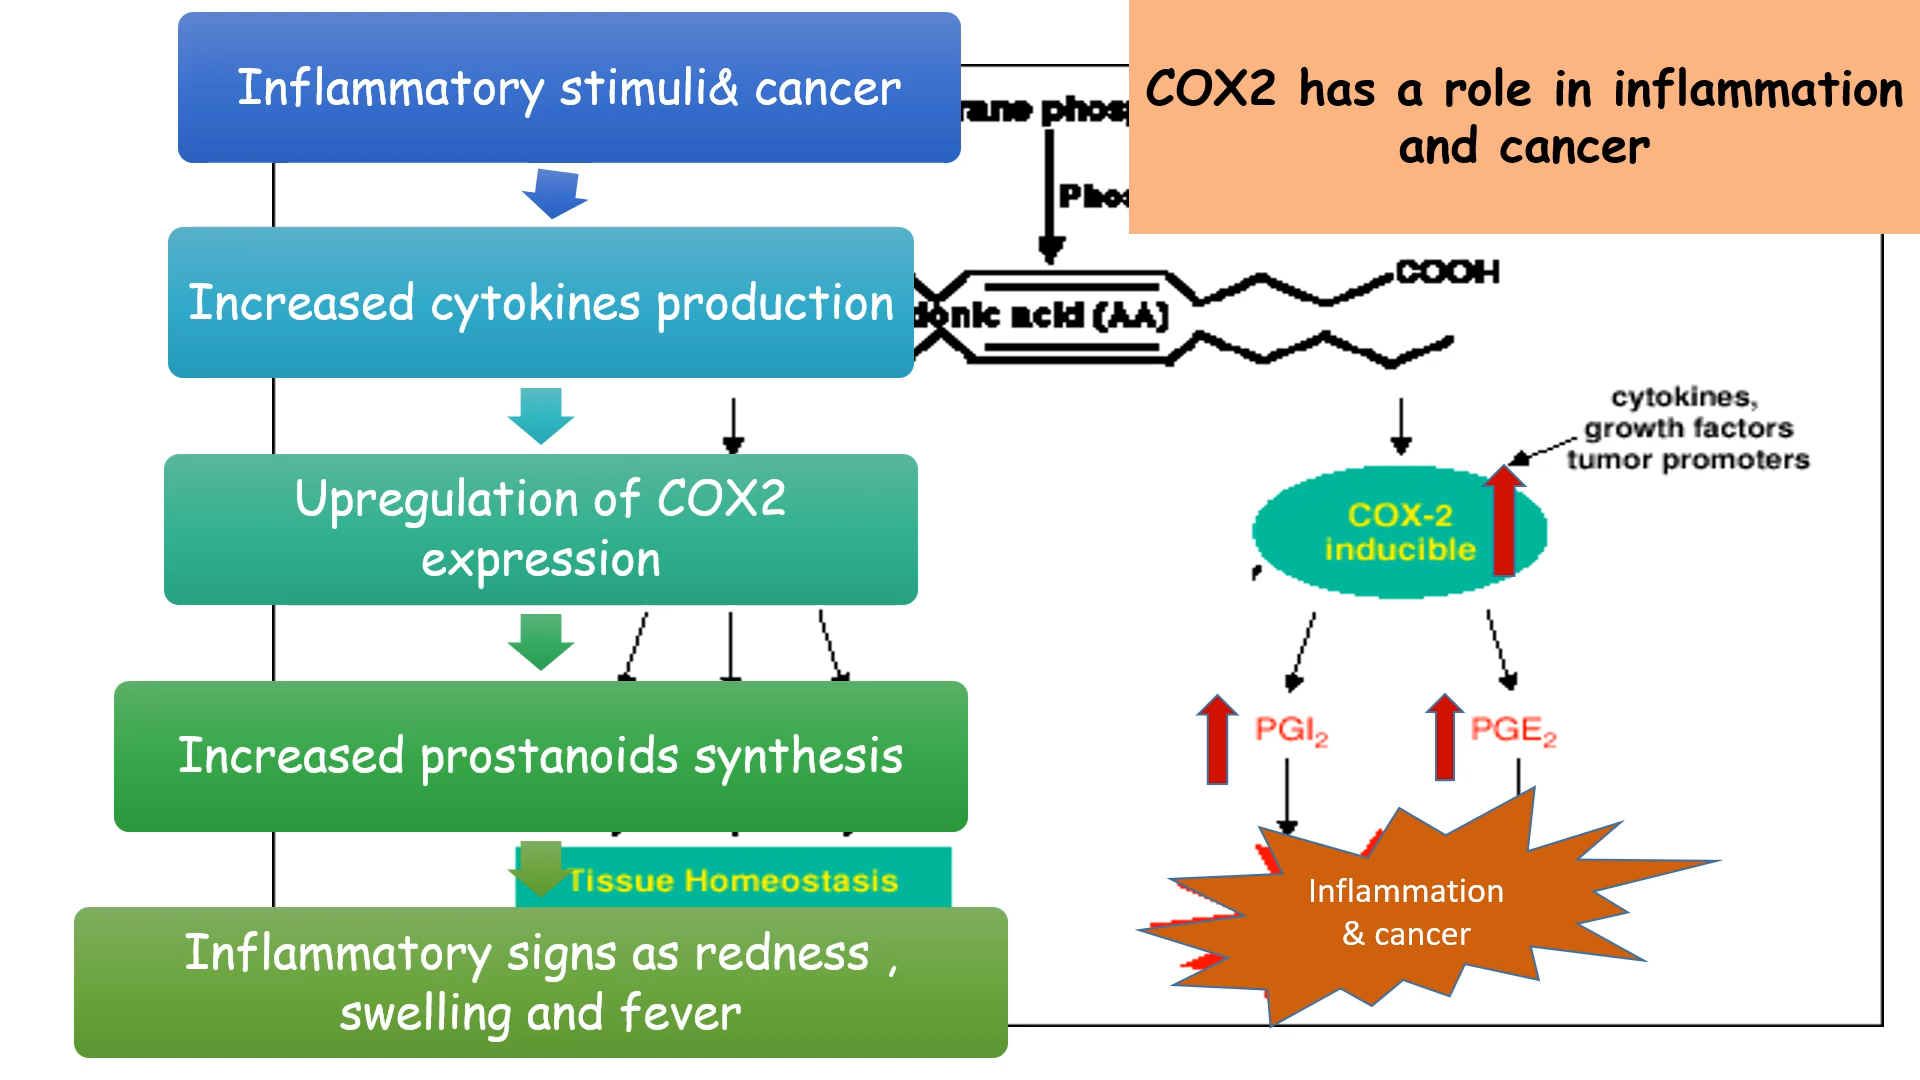 Inflammatory stimuli& cancer
Increased cytokines production
Upregulation of COX2
expression
Increased prostanoids synthesis
Tissue Homeostasis
Inflammatory signs as redness ,
swelling and fever
COX2 has a role in inflammation
and cancer
COOH
acid (AA)
cytokines,
growth factors
tumor promoters
COX-2
inducible
PGI2
PGE2
Inflammation
& cancer